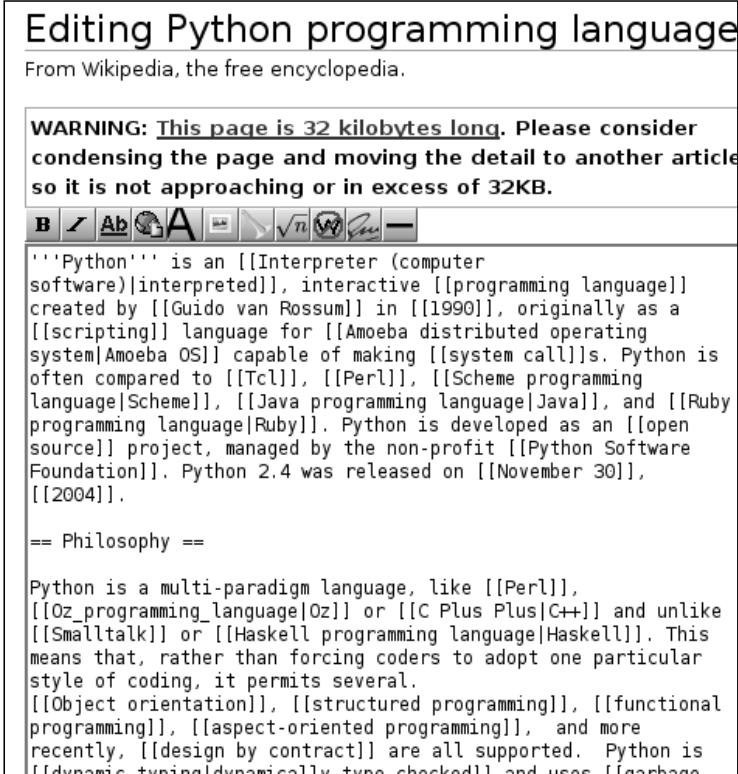 Editing Python programming language
From Wikipedia, the free encyclopedia.
WARNING: This page is 32 kilobytes long. Please consider
condensing the page and moving the detail to another article
so it is not approaching or in excess of 32KB.
B I Ab A √n W
'''Python''' is an [[Interpreter (computer
software)|interpreted]], interactive [[programming language]]
created by [[Guido van Rossum]] in [[1990]], originally as a
[[scripting]] language for [[Amoeba distributed operating
system|Amoeba OS]] capable of making [[system call]]s. Python is
often compared to [[Tcl]], [[Perl]], [[Scheme programming
language|Scheme]], [[Java programming language|Java]], and [[Ruby
programming language|Ruby]]. Python is developed as an [[open
source]] project, managed by the non-profit [[Python Software
Foundation]]. Python 2.4 was released on [[November 30]],
[[2004]].
== Philosophy ==
Python is a multi-paradigm language, like [[Perl]],
[[Oz_programming_language|Oz]] or [[C Plus Plus|C++]] and unlike
[[Smalltalk]] or [[Haskell programming language|Haskell]]. This
means that, rather than forcing coders to adopt one particular
style of coding, it permits several.
[[Object orientation]], [[structured programming]], [[functional
programming]], [[aspect-oriented programming]],  and more
recently, [[design by contract]] are all supported.  Python is
[[dynamic typing|dynamically type checked]] and uses [[garbage